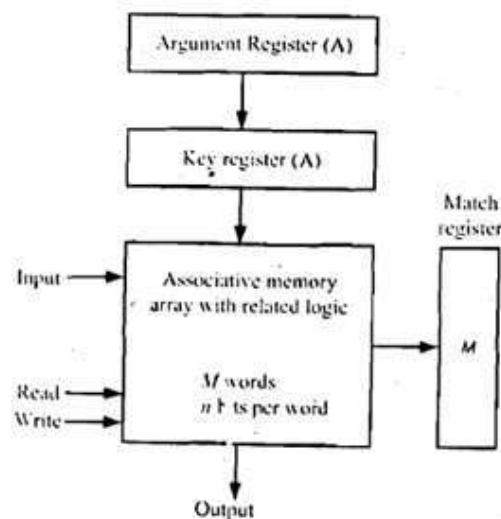 Argument Register (A)
Key register (A)
Match
register
Input
Associative memory
array with related logic
M
M words
Read
n per word
Write
Output